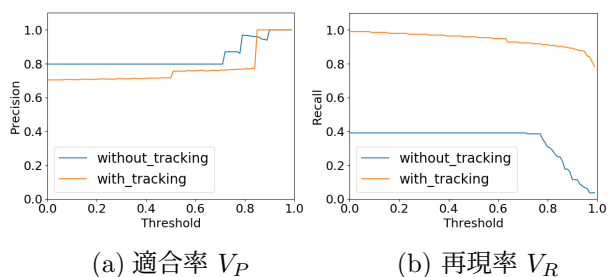 1.0
0.8
0.6
0.4
0.2
0.0
Precision
without_tracking
with_tracking
0.0 0.2 0.4 0.6 0.8 1.0
Threshold
(a) 適合率 V_P
1.0
0.8
0.6
0.4
0.2
0.0
Recall
without_tracking
with_tracking
0.0 0.2 0.4 0.6 0.8 1.0
Threshold
(b) 再現率 V_R